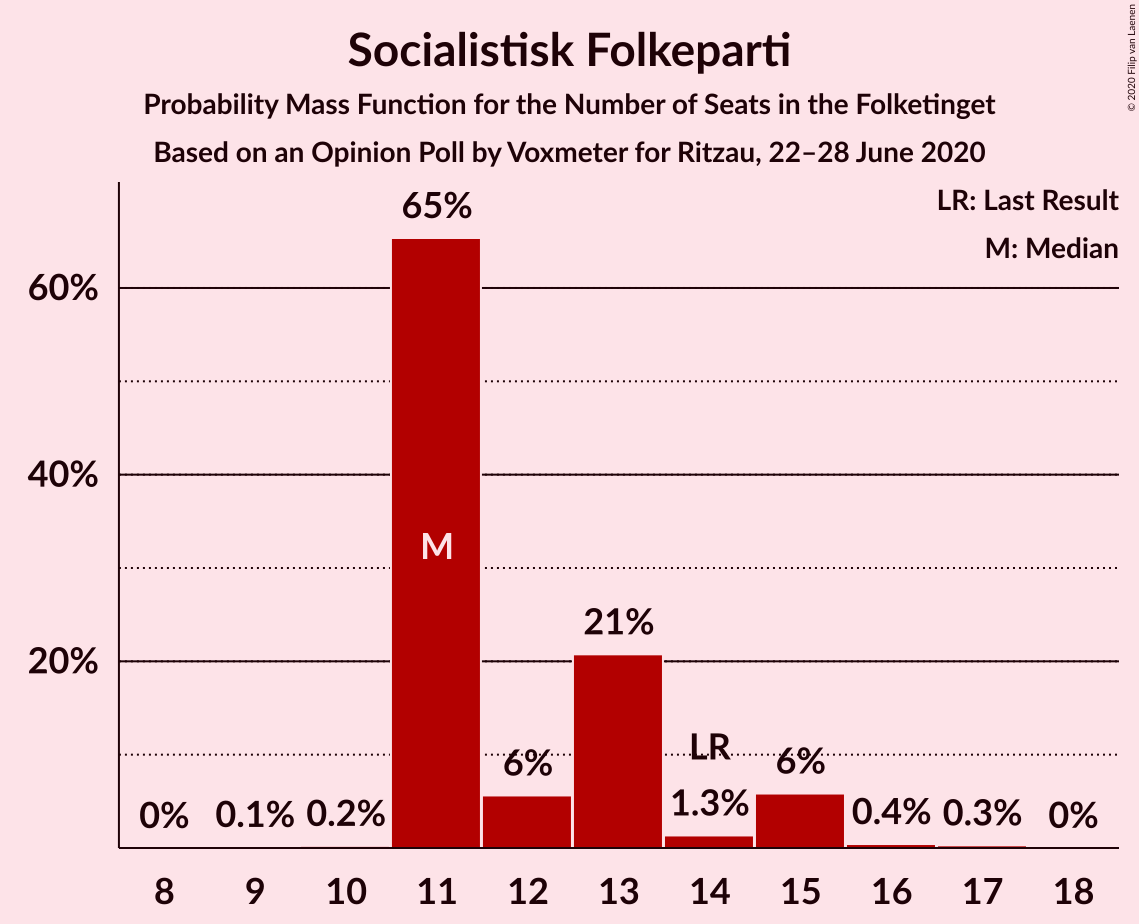 Socialistisk Folkeparti
Probability Mass Function for the Number of Seats in the Folketinget
Based on an Opinion Poll by Voxmeter for Ritzau, 22–28 June 2020
© 2020 Filip van Laenen
LR: Last Result
M: Median
65%
60%
40%
M
21%
20%
LR
6%
6%
1.3%
0%
0.1%
0.2%
0.4%
0.3%
0%
8 9 10 11 12 13 14 15 16 17 18